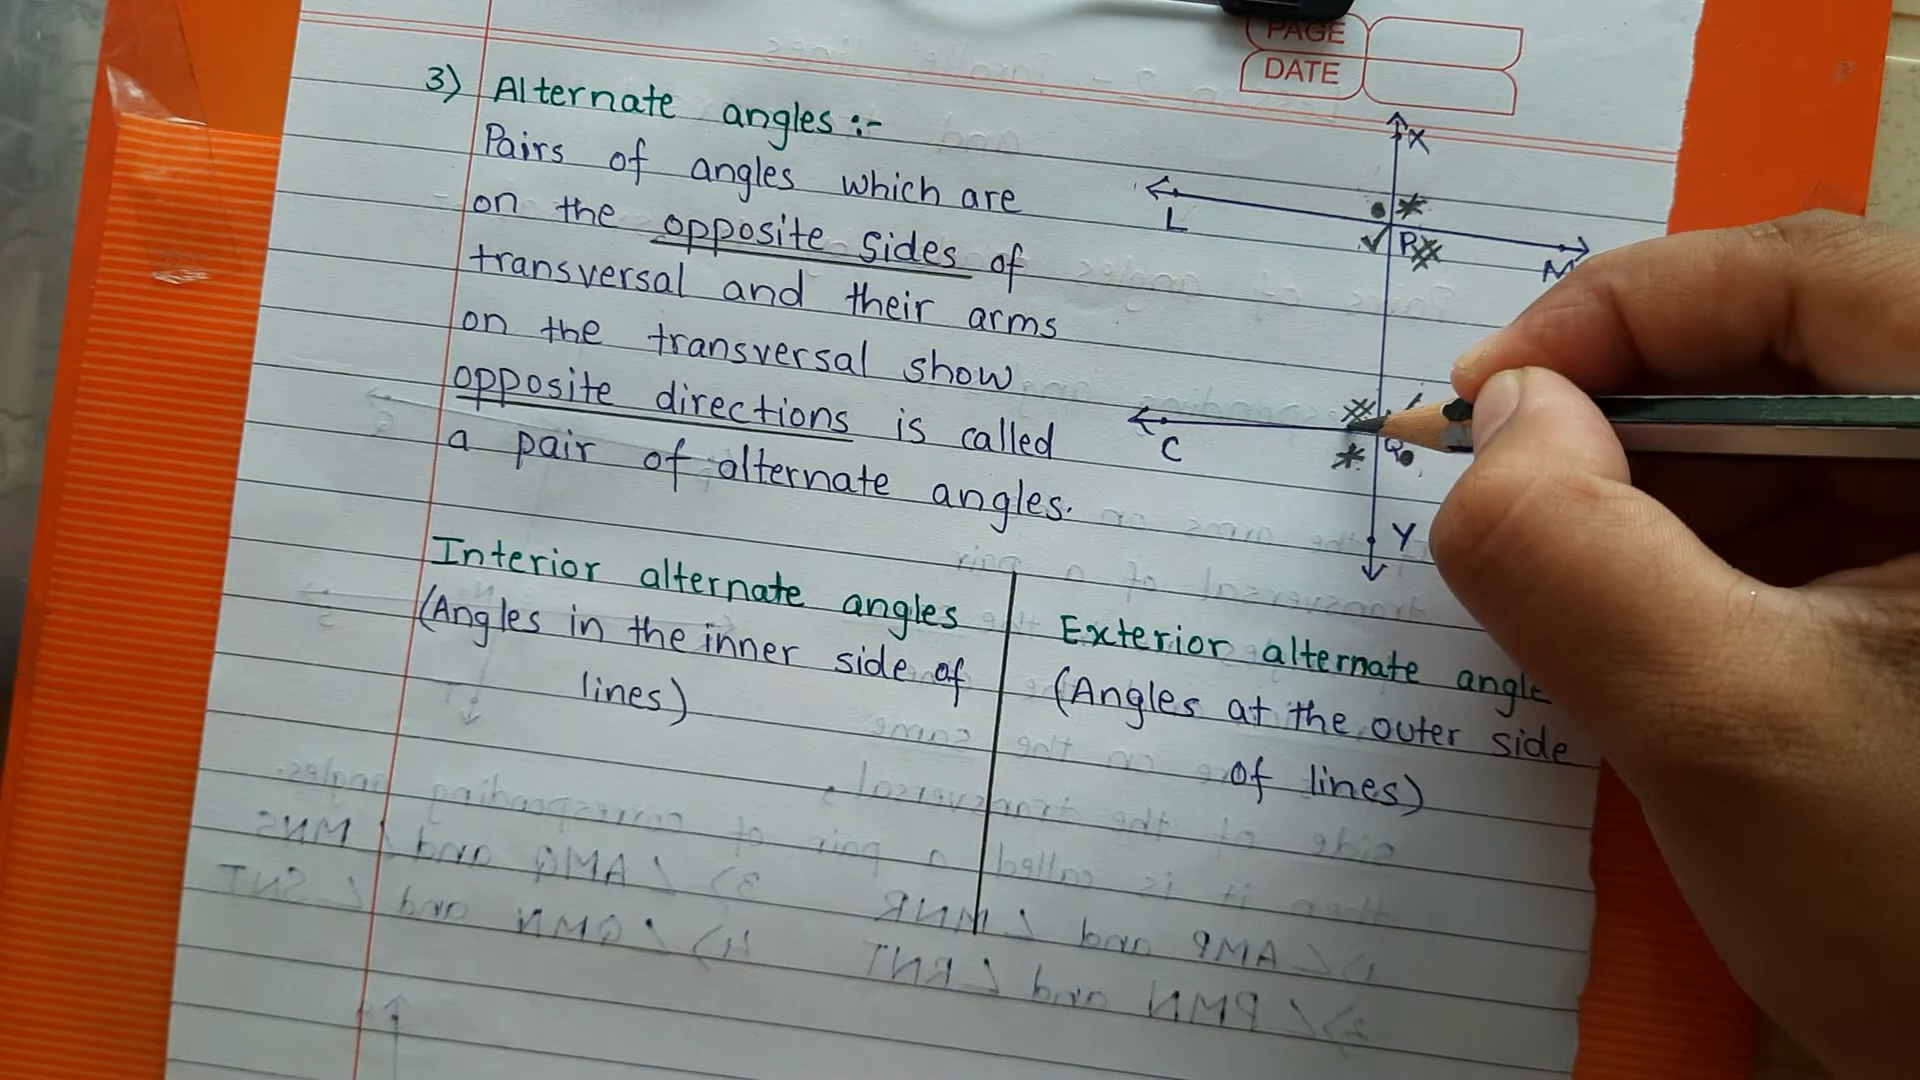 PAGE
DATE
3) Alternate angles :-
Pairs of angles which are
on the opposite sides of
transversal and their arms
on the transversal show
opposite directions is called
a pair of alternate angles.
X
L
P
M
C
Q
Y
Interior alternate angles
(Angles in the inner side of
lines)
Exterior alternate angle
(Angles at the outer side
of lines)